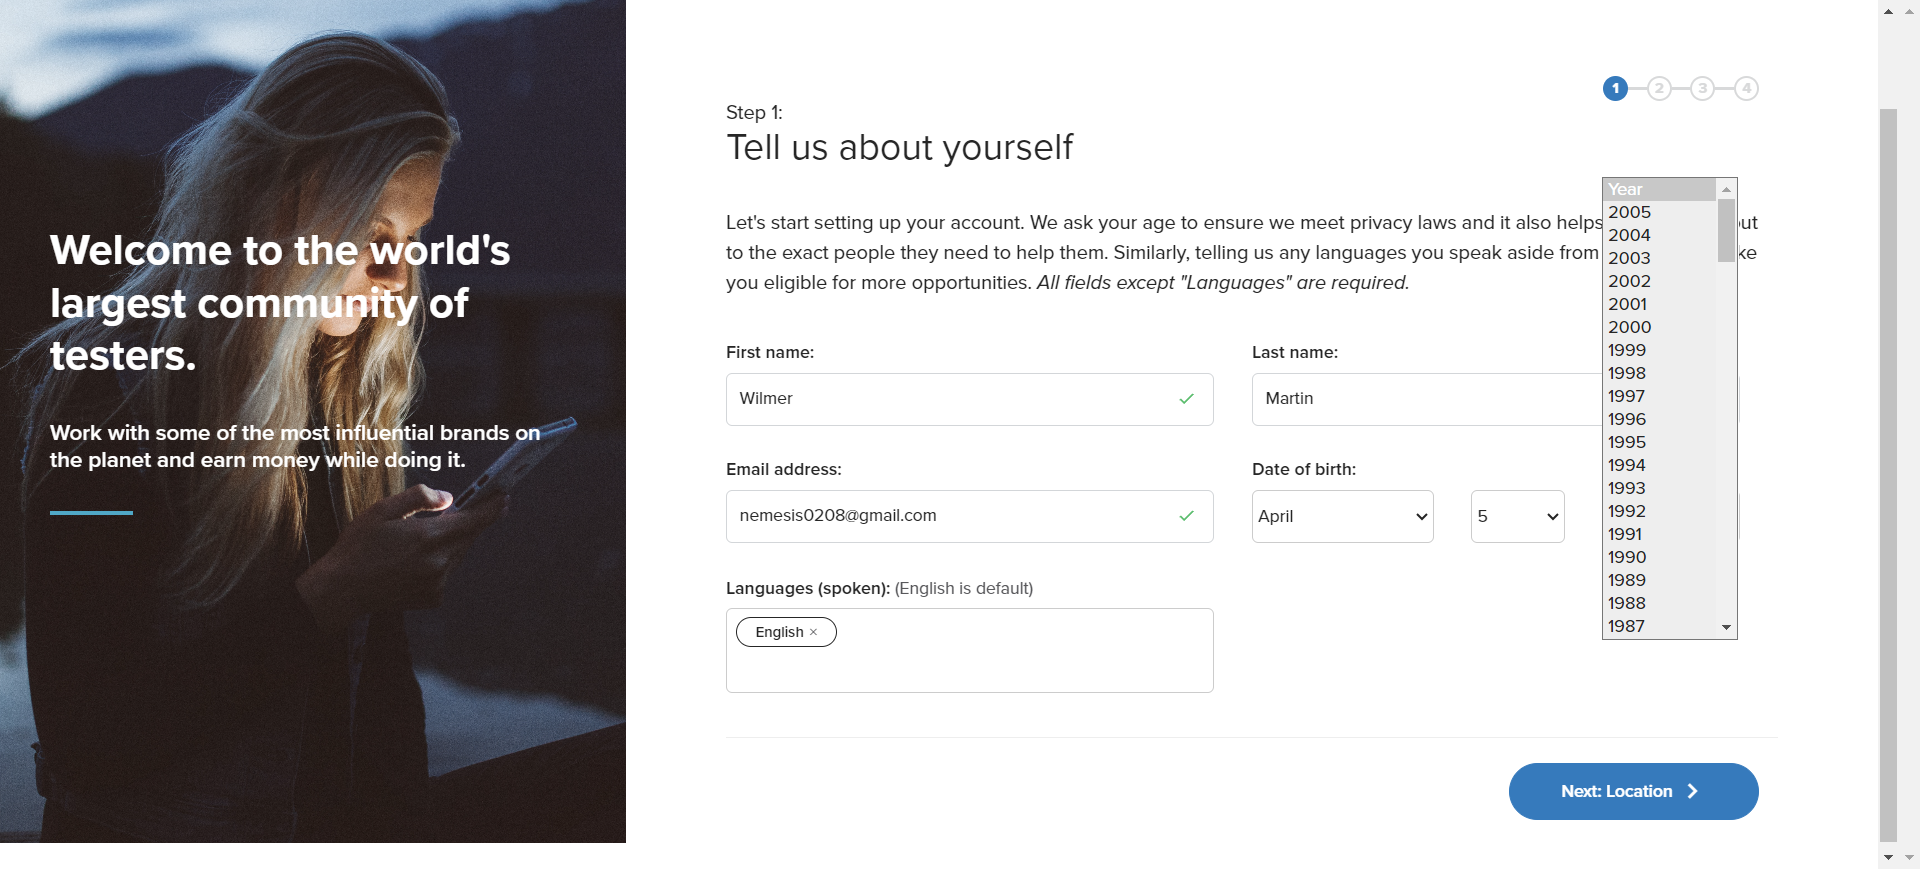 Welcome to the world's
largest community of
testers.
Work with some of the most influential brands on
the planet and earn money while doing it.
1 2 3 4
Step 1:
Tell us about yourself
Let's start setting up your account. We ask your age to ensure we meet privacy laws and it also helps
to the exact people they need to help them. Similarly, telling us any languages you speak aside from
you eligible for more opportunities. All fields except "Languages" are required.
First name:
Wilmer
Last name:
Martin
Email address:
nemesis0208@gmail.com
Date of birth:
April
5
Year
2005
2004
2003
2002
2001
2000
1999
1998
1997
1996
1995
1994
1993
1992
1991
1990
1989
1988
1987
Languages (spoken): (English is default)
English ×
Next: Location